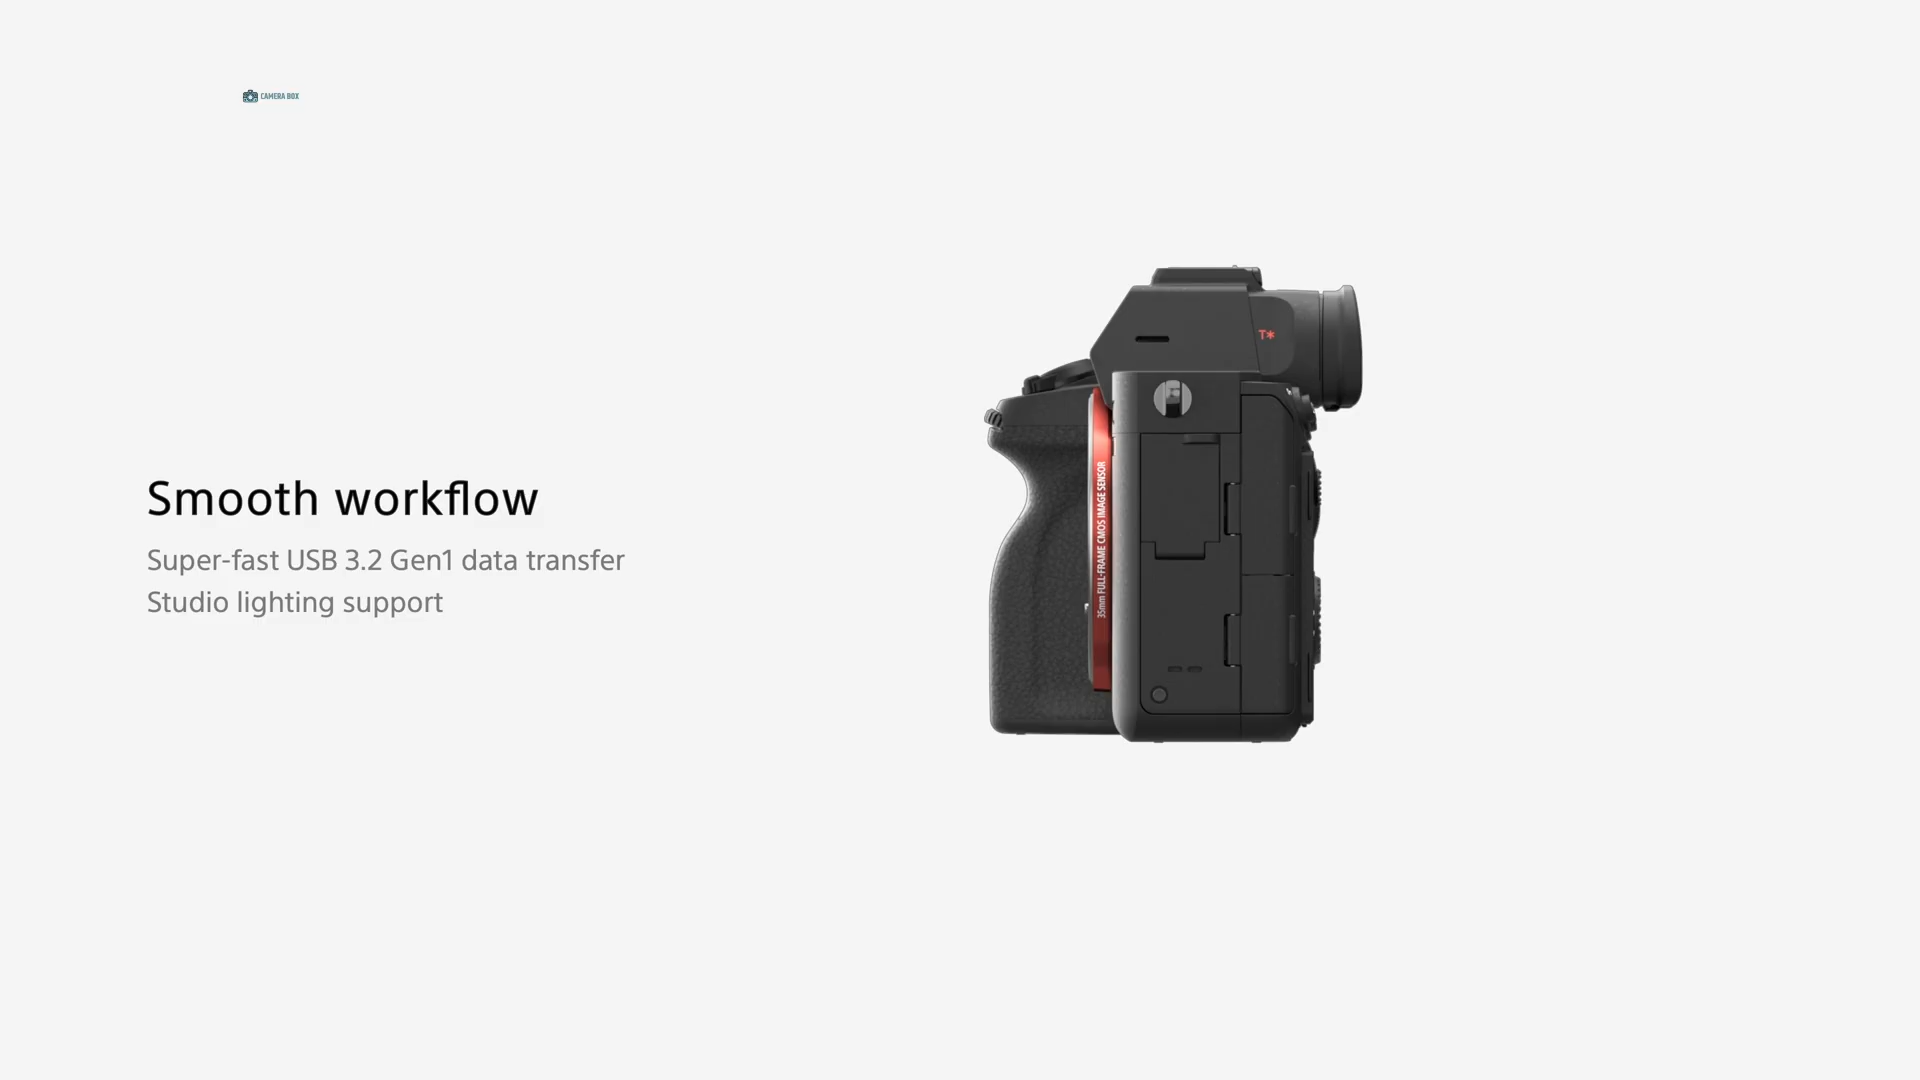 CAMERA BOX
Smooth workflow
Super-fast USB 3.2 Gen1 data transfer
Studio lighting support
T*
35mm FULL-FRAME CMOS IMAGE SENSOR